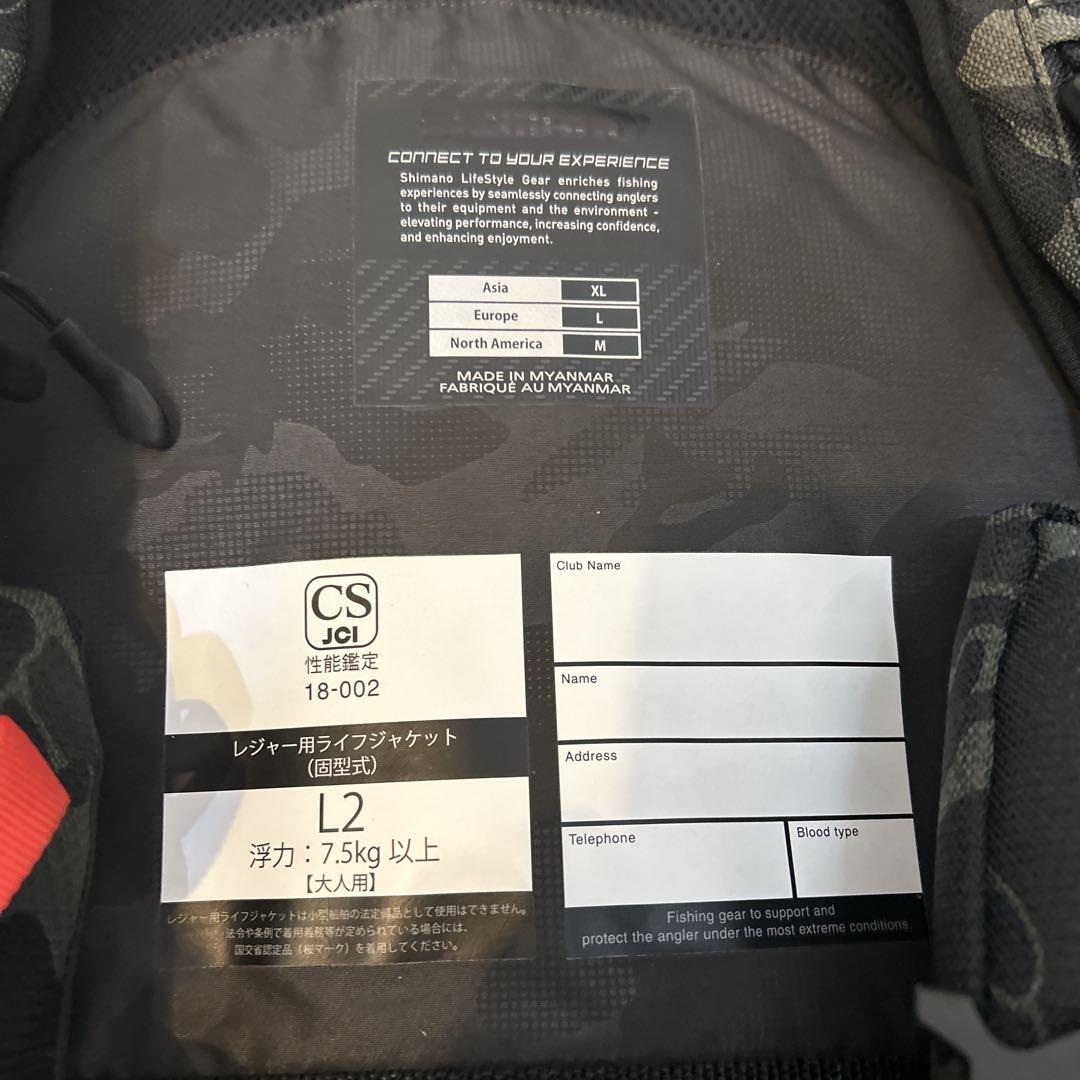 CONNECT TO YOUR EXPERIENCE
Shimano LifeStyle Gear enriches fishing
experiences by seamlessly connecting anglers
to their equipment and the environment -
elevating performance, increasing confidence,
and enhancing enjoyment.
Asia XL
Europe L
North America M
MADE IN MYANMAR
FABRIQUÉ AU MYANMAR
CS
JCI
性能鑑定
18-002
レジャー用ライフジャケット
(固型式)
L2
浮力：7.5kg 以上
【大人用】
レジャー用ライフジャケットは小型船舶の法定備品として使用はできません。
法令や条例で着用義務等が定められている場合には、
国交省認定品（桜マーク）を着用してください。
Club Name
Name
Address
Telephone
Blood type
Fishing gear to support and
protect the angler under the most extreme conditions.